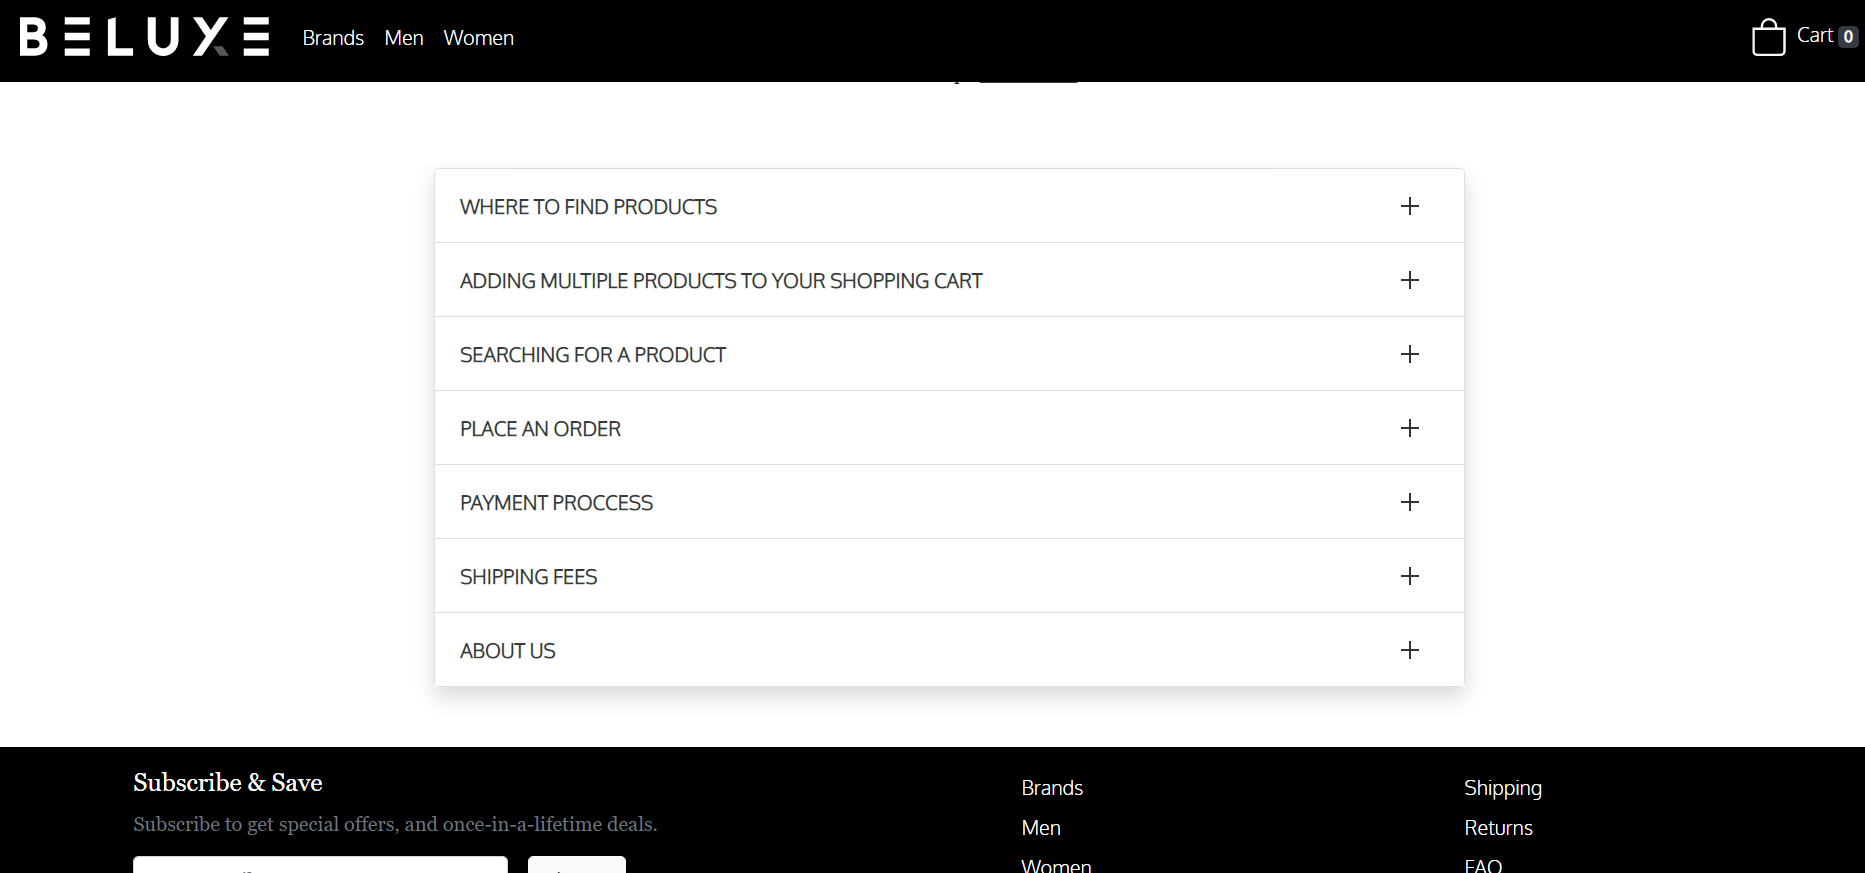 BELUXE
Brands Men Women
Cart 0
WHERE TO FIND PRODUCTS
ADDING MULTIPLE PRODUCTS TO YOUR SHOPPING CART
SEARCHING FOR A PRODUCT
PLACE AN ORDER
PAYMENT PROCCESS
SHIPPING FEES
ABOUT US
Subscribe & Save
Subscribe to get special offers, and once-in-a-lifetime deals.
Brands
Men
Women
Shipping
Returns
FAQ